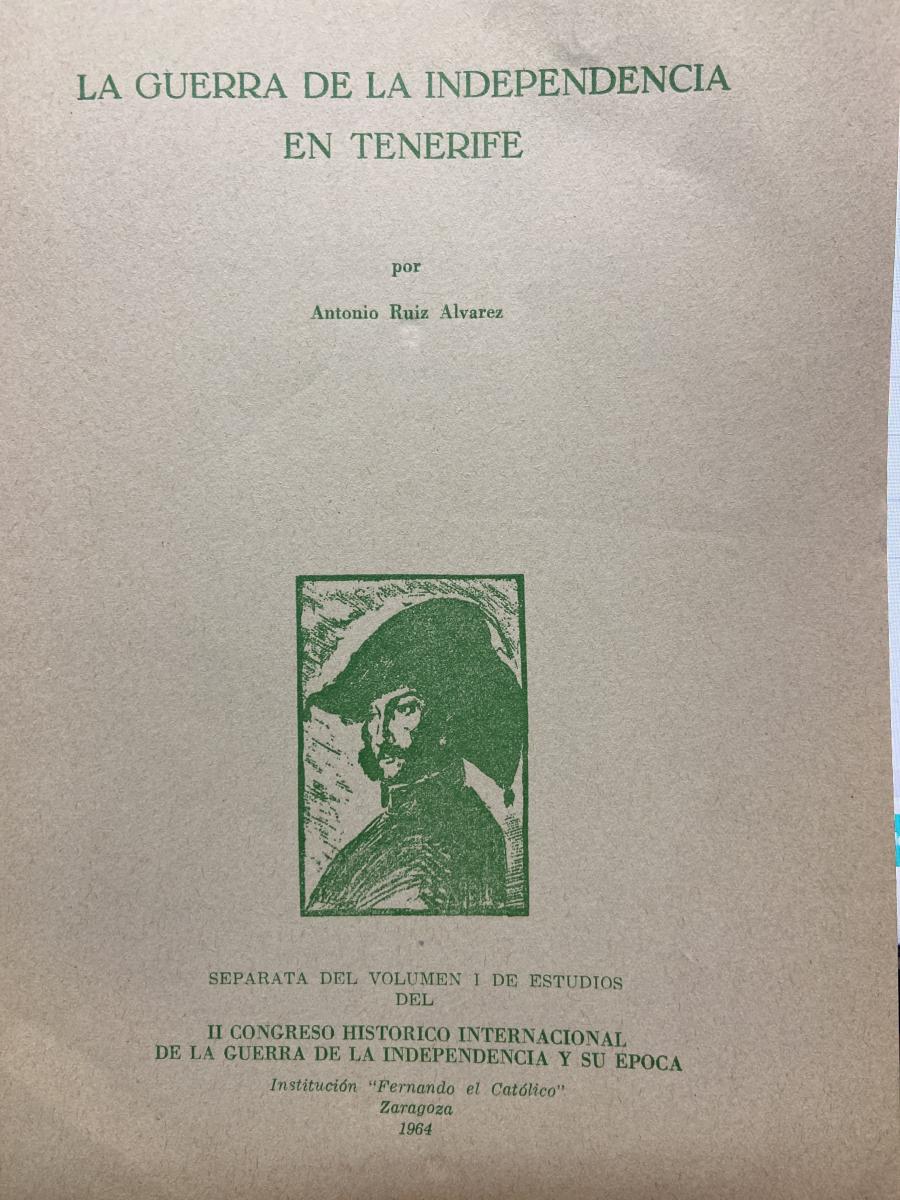 LA GUERRA DE LA INDEPENDENCIA
EN TENERIFE
por
Antonio Ruiz Alvarez
SEPARATA DEL VOLUMEN I DE ESTUDIOS
DEL
II CONGRESO HISTORICO INTERNACIONAL
DE LA GUERRA DE LA INDEPENDENCIA Y SU EPOCA
Institución "Fernando el Católico"
Zaragoza
1964